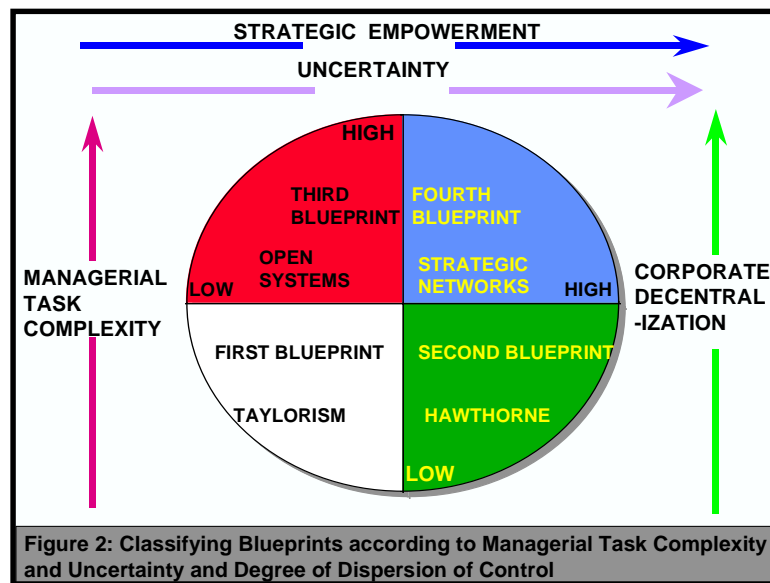 STRATEGIC EMPOWERMENT
UNCERTAINTY
HIGH
THIRD
BLUEPRINT
FOURTH
BLUEPRINT
OPEN
SYSTEMS
STRATEGIC
NETWORKS
LOW
HIGH
MANAGERIAL
TASK
COMPLEXITY
CORPORATE
DECENTRAL
-IZATION
FIRST BLUEPRINT
SECOND BLUEPRINT
TAYLORISM
HAWTHORNE
LOW
Figure 2: Classifying Blueprints according to Managerial Task Complexity
and Uncertainty and Degree of Dispersion of Control